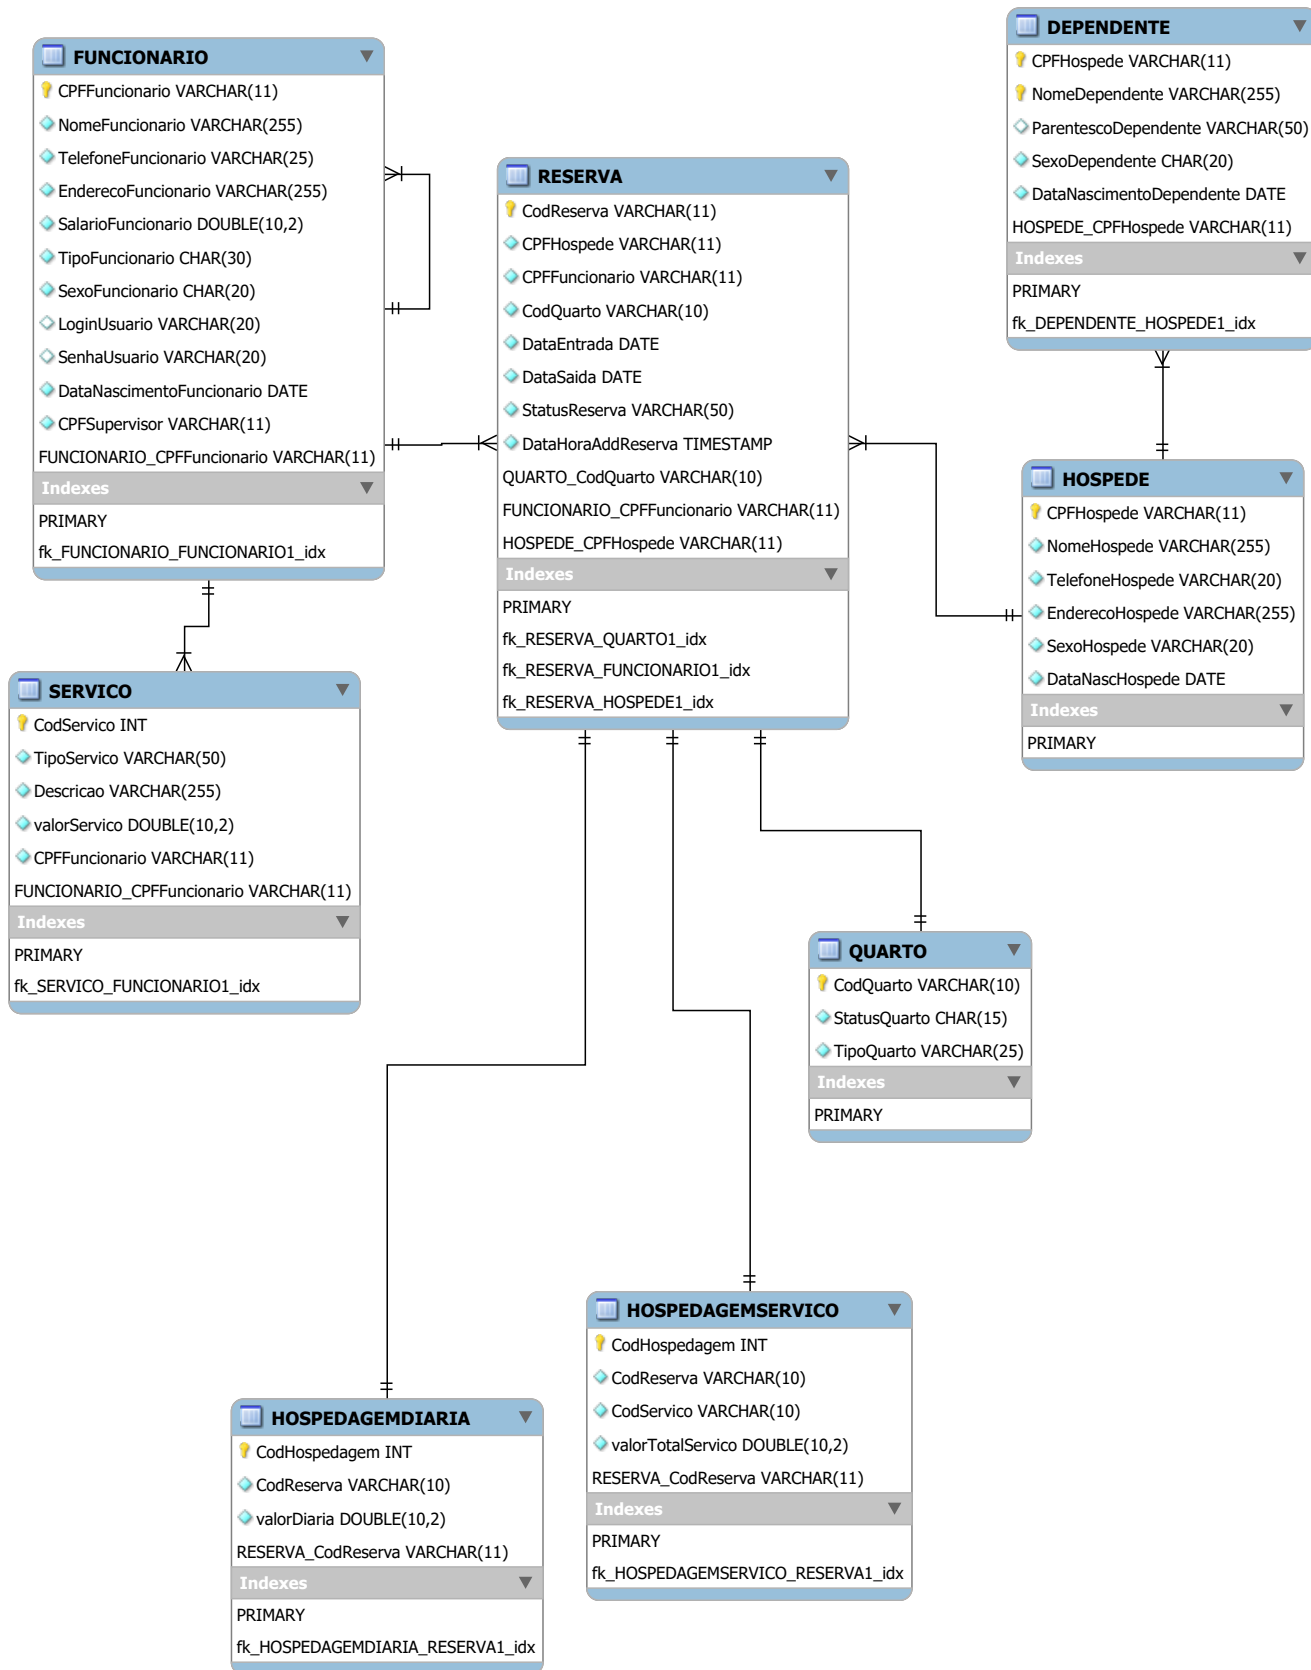 FUNCIONARIO
CPFFuncionario VARCHAR(11)
NomeFuncionario VARCHAR(255)
TelefoneFuncionario VARCHAR(25)
EnderecoFuncionario VARCHAR(255)
SalarioFuncionario DOUBLE(10,2)
TipoFuncionario CHAR(30)
SexoFuncionario CHAR(20)
LoginUsuario VARCHAR(20)
SenhaUsuario VARCHAR(20)
DataNascimentoFuncionario DATE
CPFSupervisor VARCHAR(11)
FUNCIONARIO_CPFFuncionario VARCHAR(11)
Indexes
PRIMARY
fk_FUNCIONARIO_FUNCIONARIO1_idx
RESERVA
CodReserva VARCHAR(11)
CPFHospede VARCHAR(11)
CPFFuncionario VARCHAR(11)
CodQuarto VARCHAR(10)
DataEntrada DATE
DataSaida DATE
StatusReserva VARCHAR(50)
DataHoraAddReserva TIMESTAMP
QUARTO_CodQuarto VARCHAR(10)
FUNCIONARIO_CPFFuncionario VARCHAR(11)
HOSPEDE_CPFHospede VARCHAR(11)
Indexes
PRIMARY
fk_RESERVA_QUARTO1_idx
fk_RESERVA_FUNCIONARIO1_idx
fk_RESERVA_HOSPEDE1_idx
DEPENDENTE
CPFHospede VARCHAR(11)
NomeDependente VARCHAR(255)
ParentescoDependente VARCHAR(50)
SexoDependente CHAR(20)
DataNascimentoDependente DATE
HOSPEDE_CPFHospede VARCHAR(11)
Indexes
PRIMARY
fk_DEPENDENTE_HOSPEDE1_idx
HOSPEDE
CPFHospede VARCHAR(11)
NomeHospede VARCHAR(255)
TelefoneHospede VARCHAR(20)
EnderecoHospede VARCHAR(255)
SexoHospede VARCHAR(20)
DataNascHospede DATE
Indexes
PRIMARY
SERVICO
CodServico INT
TipoServico VARCHAR(50)
Descricao VARCHAR(255)
valorServico DOUBLE(10,2)
CPFFuncionario VARCHAR(11)
FUNCIONARIO_CPFFuncionario VARCHAR(11)
Indexes
PRIMARY
fk_SERVICO_FUNCIONARIO1_idx
QUARTO
CodQuarto VARCHAR(10)
StatusQuarto CHAR(15)
TipoQuarto VARCHAR(25)
Indexes
PRIMARY
HOSPEDAGEMSERVICO
CodHospedagem INT
CodReserva VARCHAR(10)
CodServico VARCHAR(10)
valorTotalServico DOUBLE(10,2)
RESERVA_CodReserva VARCHAR(11)
Indexes
PRIMARY
fk_HOSPEDAGEMSERVICO_RESERVA1_idx
HOSPEDAGEMDIARIA
CodHospedagem INT
CodReserva VARCHAR(10)
valorDiaria DOUBLE(10,2)
RESERVA_CodReserva VARCHAR(11)
Indexes
PRIMARY
fk_HOSPEDAGEMDIARIA_RESERVA1_idx